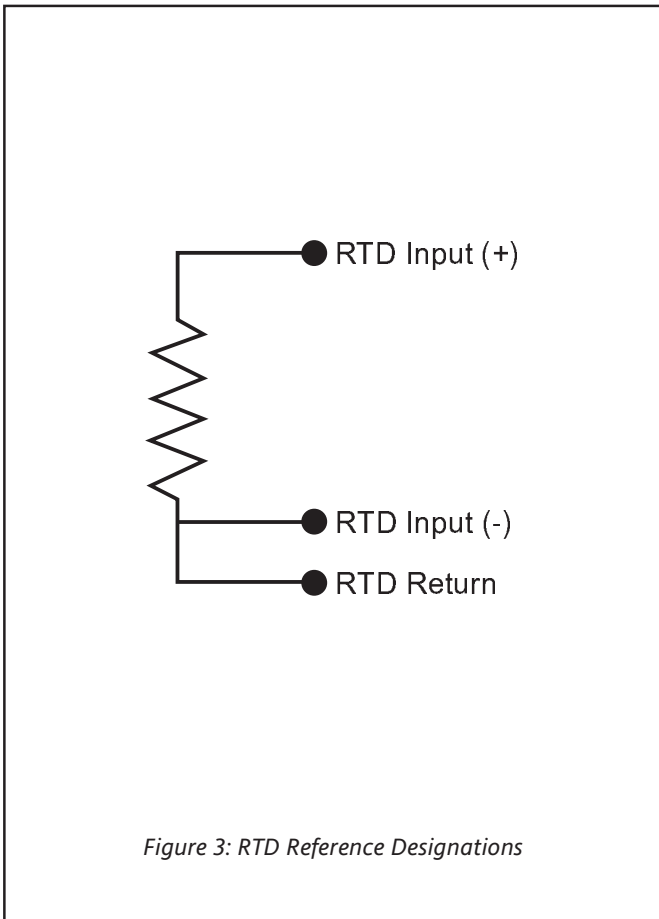 RTD Input (+)
RTD Input (-)
RTD Return
Figure 3: RTD Reference Designations